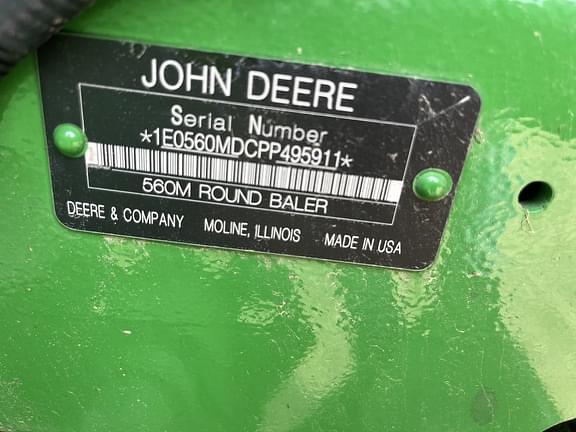 JOHN DEERE
Serial Number
*1E0560MDCPP495911*
560M ROUND BALER
DEERE & COMPANY MOLINE, ILLINOIS MADE IN USA